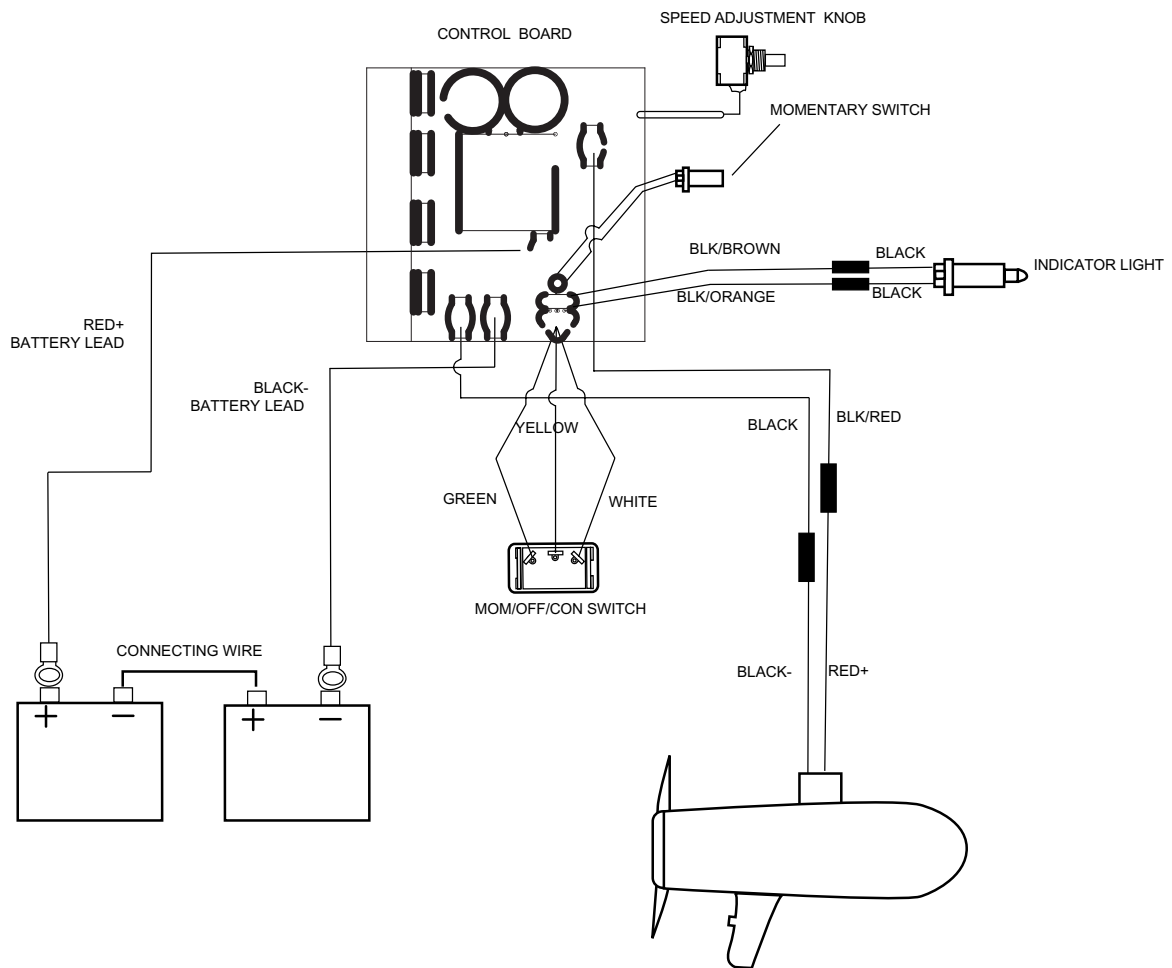 SPEED ADJUSTMENT KNOB
CONTROL BOARD
MOMENTARY SWITCH
BLK/BROWN
BLACK
INDICATOR LIGHT
BLK/ORANGE
BLACK
RED+
BATTERY LEAD
BLACK-
BATTERY LEAD
YELLOW
BLACK
BLK/RED
GREEN
WHITE
MOM/OFF/CON SWITCH
CONNECTING WIRE
BLACK-
RED+
+
–
+
–